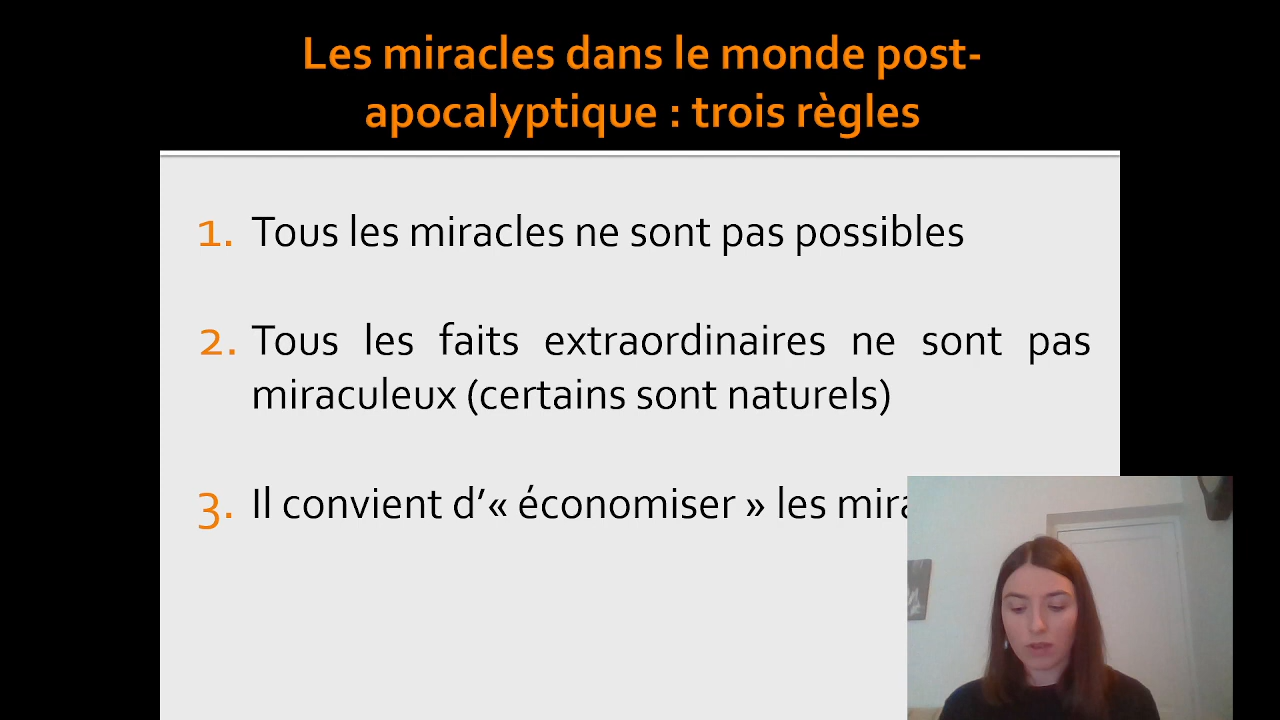 Les miracles dans le monde post-
apocalyptique : trois règles
1. Tous les miracles ne sont pas possibles
2. Tous les faits extraordinaires ne sont pas
miraculeux (certains sont naturels)
3. Il convient d’« économiser » les